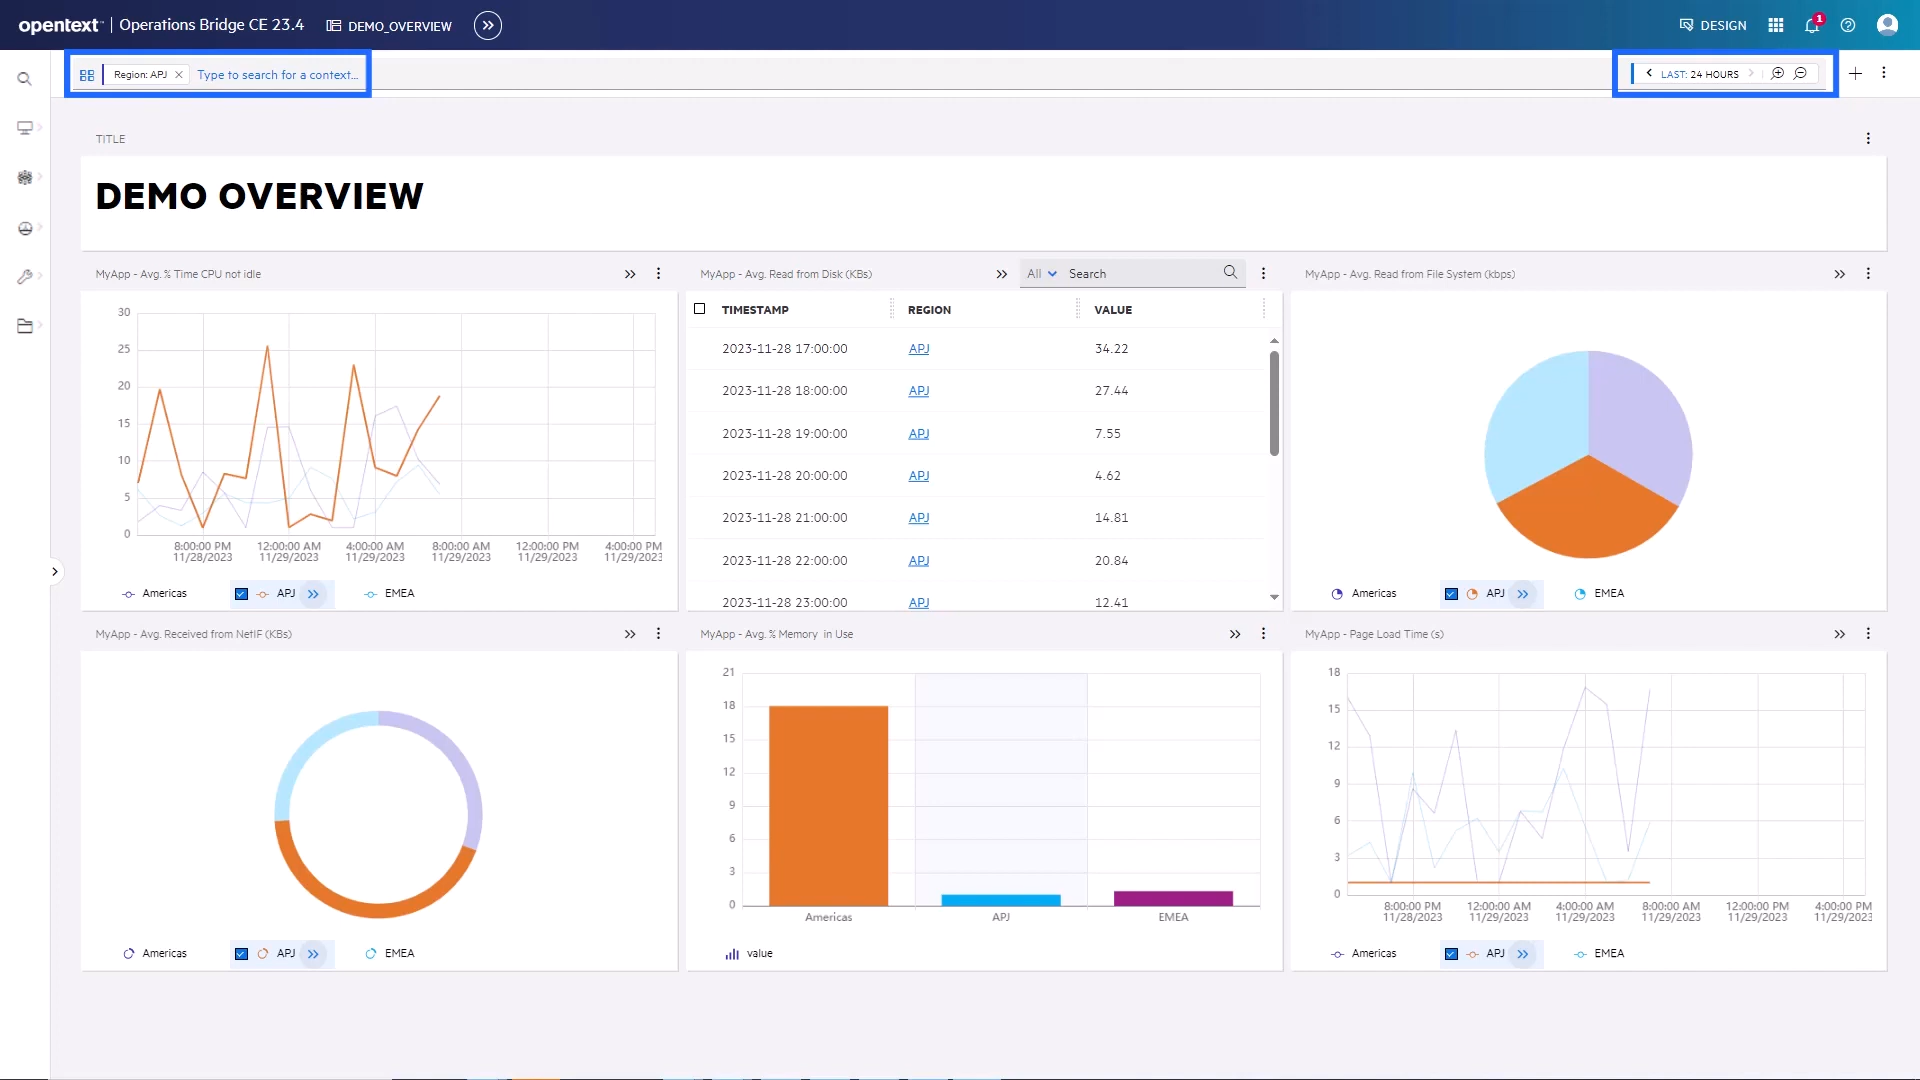 opentext™ | Operations Bridge CE 23.4 DEMO_OVERVIEW DESIGN 1
Region: APJ Type to search for a context... LAST: 24 HOURS
TITLE
DEMO OVERVIEW
MyApp - Avg. % Time CPU not idle
30
25
20
15
10
5
0
8:00:00 PM 12:00:00 AM 4:00:00 AM 8:00:00 AM 12:00:00 PM 4:00:00 PM
11/28/2023 11/29/2023 11/29/2023 11/29/2023 11/29/2023 11/29/2023
Americas APJ EMEA
MyApp - Avg. Read from Disk (KBs) All Search
TIMESTAMP REGION VALUE
2023-11-28 17:00:00 APJ 34.22
2023-11-28 18:00:00 APJ 27.44
2023-11-28 19:00:00 APJ 7.55
2023-11-28 20:00:00 APJ 4.62
2023-11-28 21:00:00 APJ 14.81
2023-11-28 22:00:00 APJ 20.84
2023-11-28 23:00:00 APJ 12.41
MyApp - Avg. Read from File System (kbps)
Americas APJ EMEA
MyApp - Avg. Received from NetIF (KBs)
Americas APJ EMEA
MyApp - Avg. % Memory in Use
21
18
15
12
9
6
3
0
Americas APJ EMEA
value
MyApp - Page Load Time (s)
18
15
12
9
6
3
0
8:00:00 PM 12:00:00 AM 4:00:00 AM 8:00:00 AM 12:00:00 PM 4:00:00 PM
11/28/2023 11/29/2023 11/29/2023 11/29/2023 11/29/2023 11/29/2023
Americas APJ EMEA